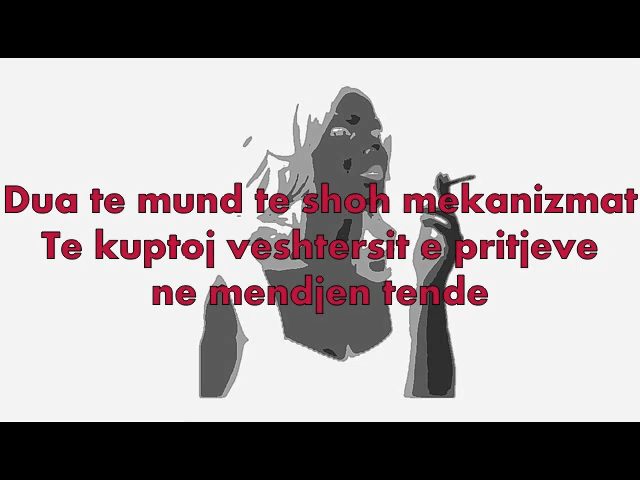 Dua te mund te shoh mekanizmat
Te kuptoj veshtersit e pritjeve
ne mendjen tende